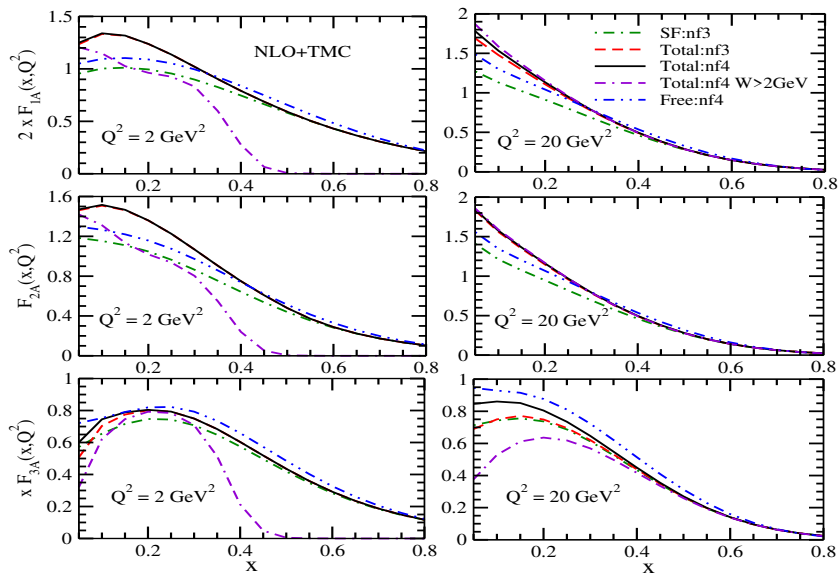 2 x F1A(x,Q²)
2
1.5
1
0.5
0
NLO+TMC
Q² = 2 GeV²
0.2 0.4 0.6 0.8
2
1.5
1
0.5
0
SF:nf3
Total:nf3
Total:nf4
Total:nf4 W>2GeV
Free:nf4
Q² = 20 GeV²
0.2 0.4 0.6 0.8
F2A(x,Q²)
1.6
1.2
0.8
0.4
0
Q² = 2 GeV²
0.2 0.4 0.6 0.8
2
1.5
1
0.5
0
Q² = 20 GeV²
0.2 0.4 0.6 0.8
x F3A(x,Q²)
1
0.8
0.6
0.4
0.2
0
Q² = 2 GeV²
0.2 0.4 0.6 0.8
x
1
0.8
0.6
0.4
0.2
0
Q² = 20 GeV²
0.2 0.4 0.6 0.8
x